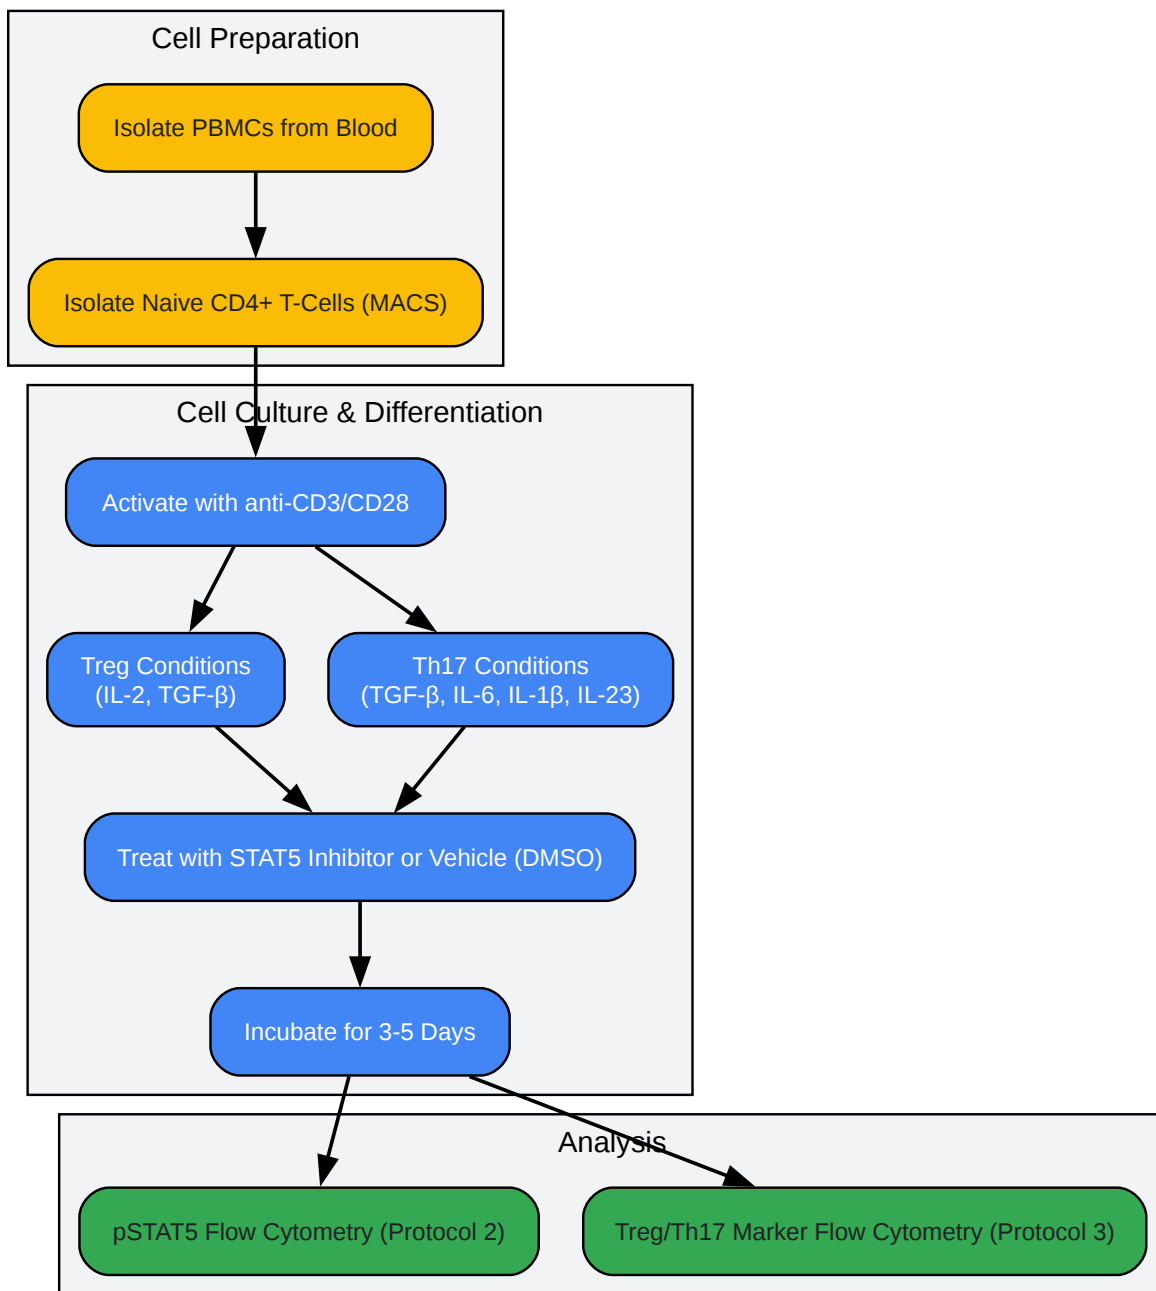 Cell Preparation
Isolate PBMCs from Blood
Isolate Naive CD4+ T-Cells (MACS)
Cell Culture & Differentiation
Activate with anti-CD3/CD28
Treg Conditions
(IL-2, TGF-β)
Th17 Conditions
(TGF-β, IL-6, IL-1β, IL-23)
Treat with STAT5 Inhibitor or Vehicle (DMSO)
Incubate for 3-5 Days
Analysis
pSTAT5 Flow Cytometry (Protocol 2)
Treg/Th17 Marker Flow Cytometry (Protocol 3)